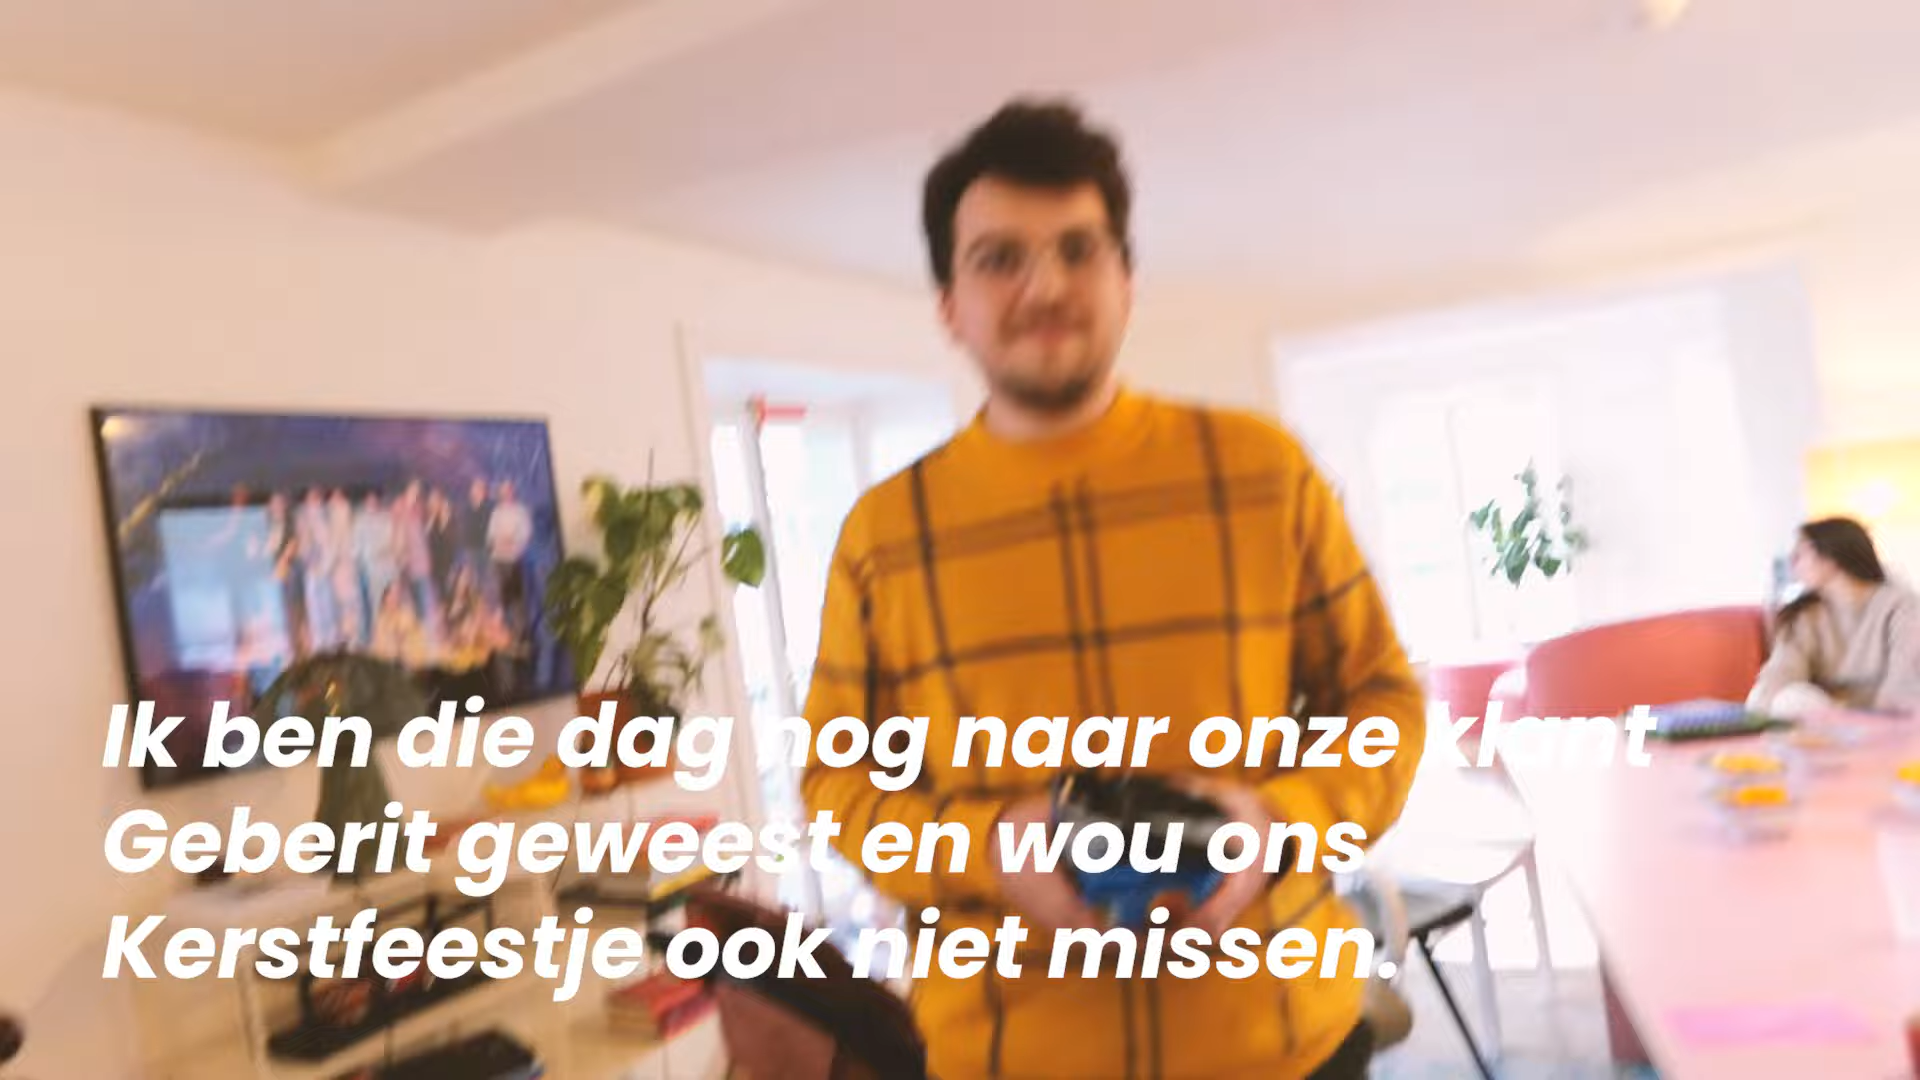 Ik ben die dag nog naar onze klant
Geberit geweest en wou ons
Kerstfeestje ook niet missen.